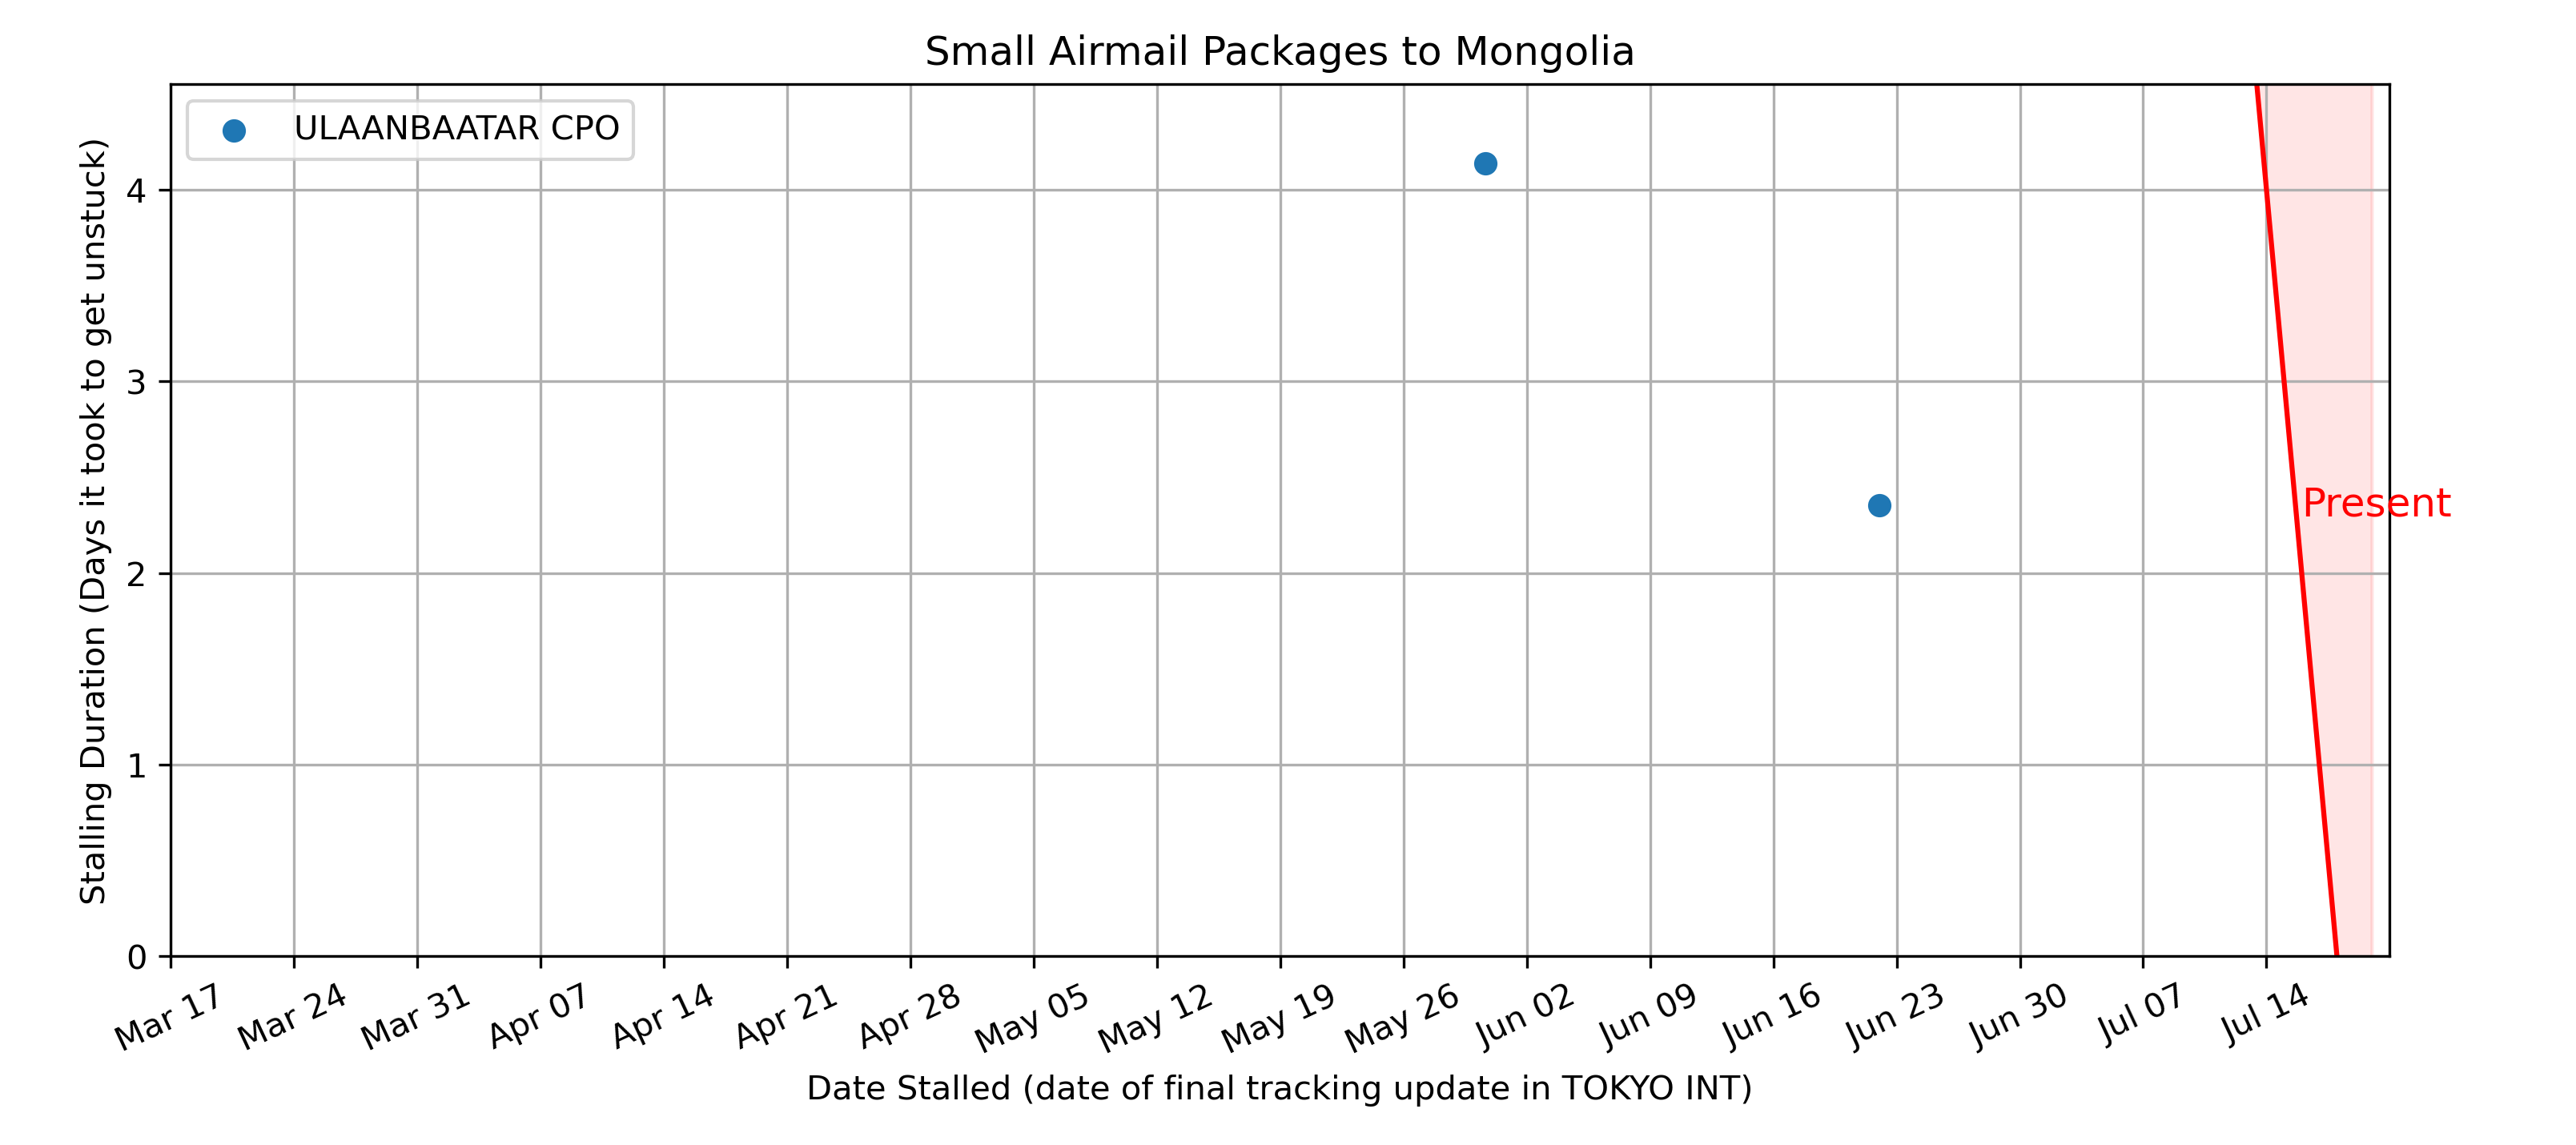 Small Airmail Packages to Mongolia
ULAANBAATAR CPO
Stalling Duration (Days it took to get unstuck)
4
3
2
1
0
Present
Mar 17
Mar 24
Mar 31
Apr 07
Apr 14
Apr 21
Apr 28
May 05
May 12
May 19
May 26
Jun 02
Jun 09
Jun 16
Jun 23
Jun 30
Jul 07
Jul 14
Date Stalled (date of final tracking update in TOKYO INT)